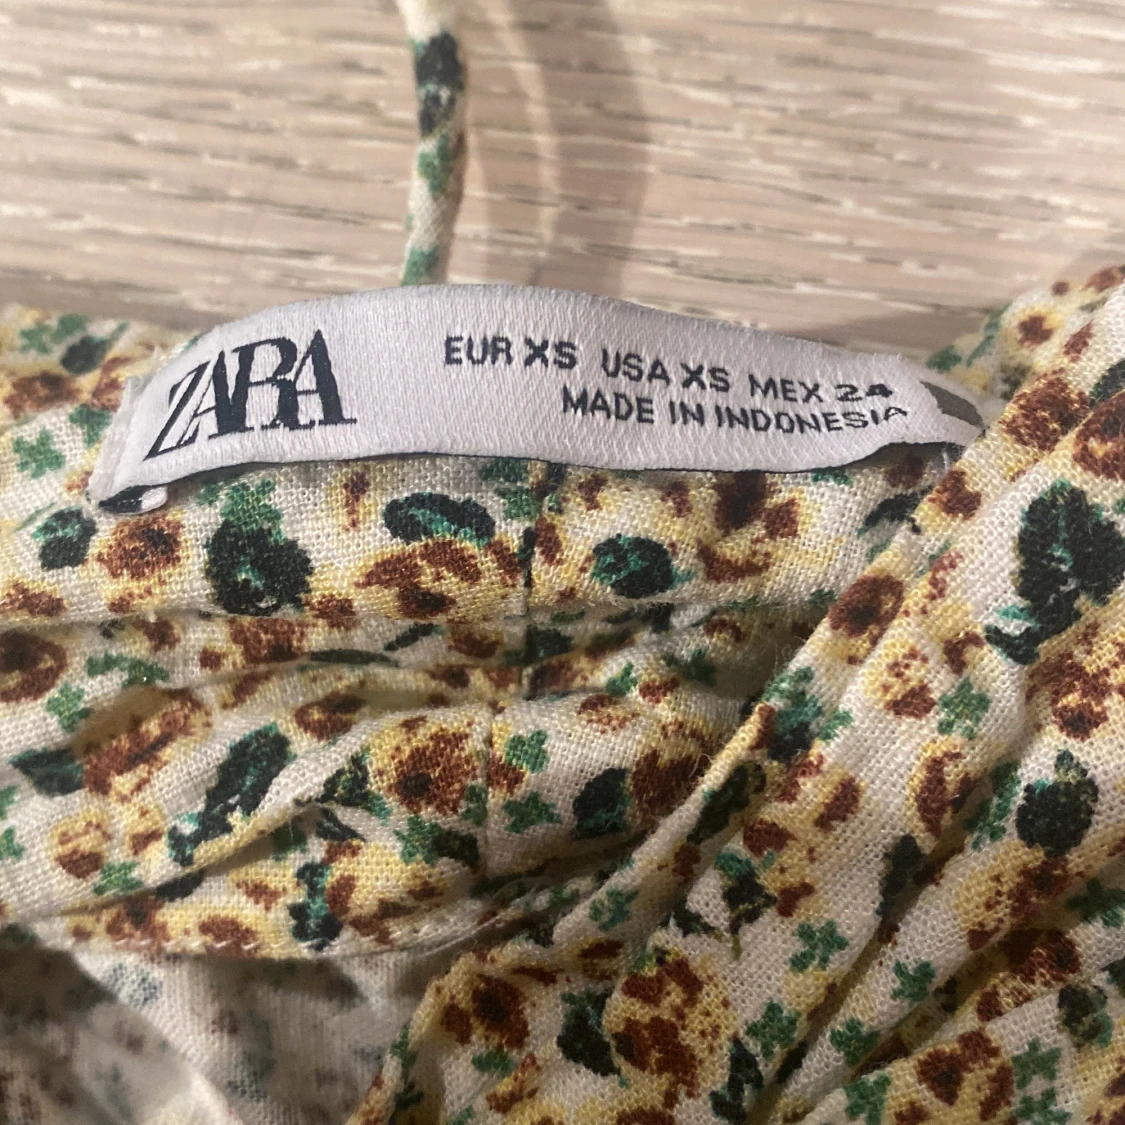 ZARA
EUR XS USA XS MEX 24
MADE IN INDONESIA